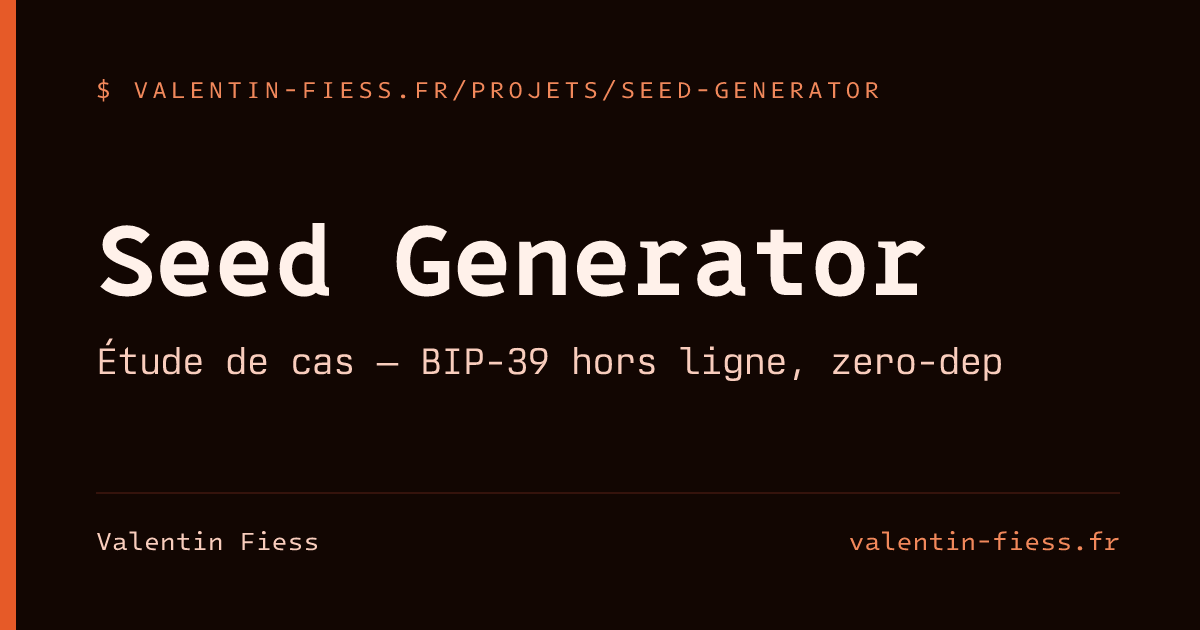 $ VALENTIN-FIESS.FR/PROJETS/SEED-GENERATOR
Seed Generator
Étude de cas — BIP-39 hors ligne, zero-dep
Valentin Fiess
valentin-fiess.fr